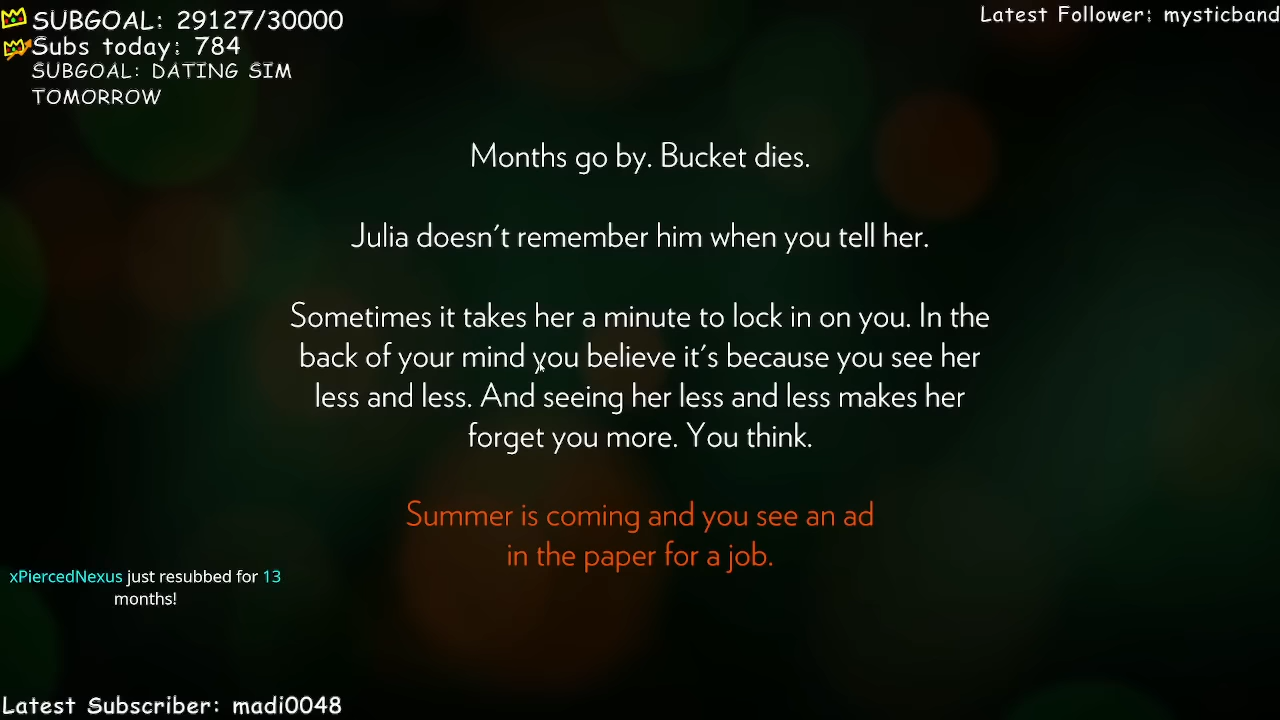 SUBGOAL: 29127/30000
Latest Follower: mysticband
Subs today: 784
SUBGOAL: DATING SIM
TOMORROW
Months go by. Bucket dies.
Julia doesn't remember him when you tell her.
Sometimes it takes her a minute to lock in on you. In the
back of your mind you believe it's because you see her
less and less. And seeing her less and less makes her
forget you more. You think.
Summer is coming and you see an ad
in the paper for a job.
xPiercedNexus just resubbed for 13
months!
Latest Subscriber: madi0048